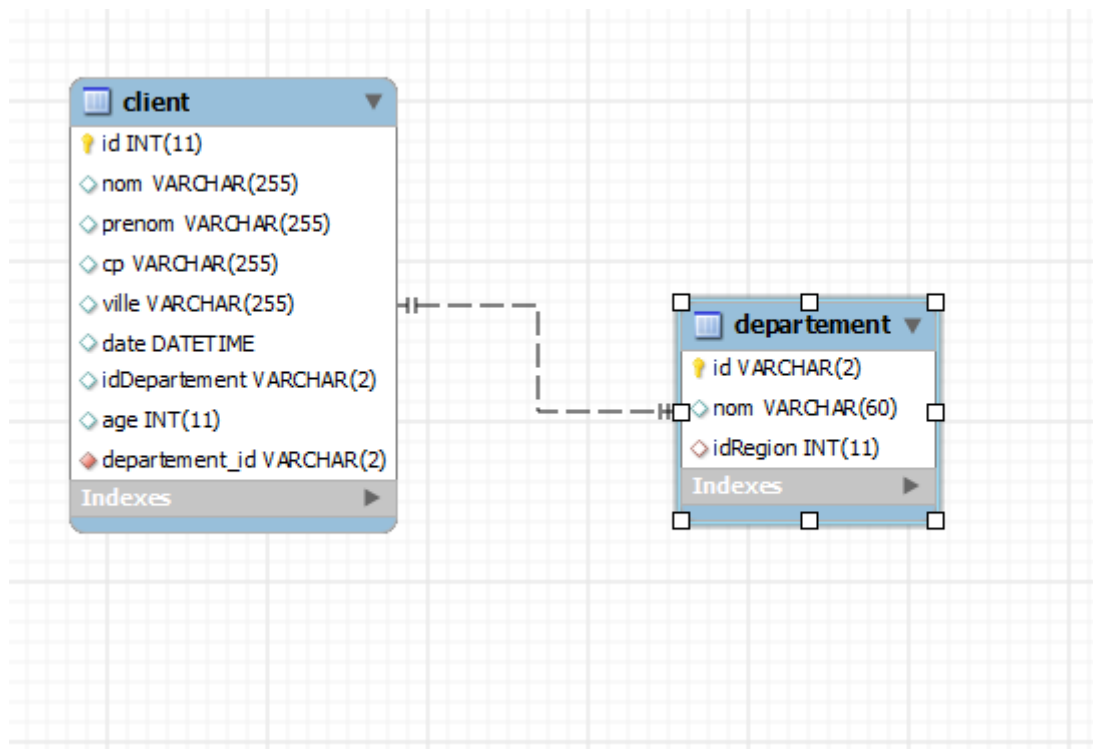 client
id INT(11)
nom VARCHAR(255)
prenom VARCHAR(255)
cp VARCHAR(255)
ville VARCHAR(255)
date DATETIME
idDepartement VARCHAR(2)
age INT(11)
departement_id VARCHAR(2)
Indexes
departement
id VARCHAR(2)
nom VARCHAR(60)
idRegion INT(11)
Indexes